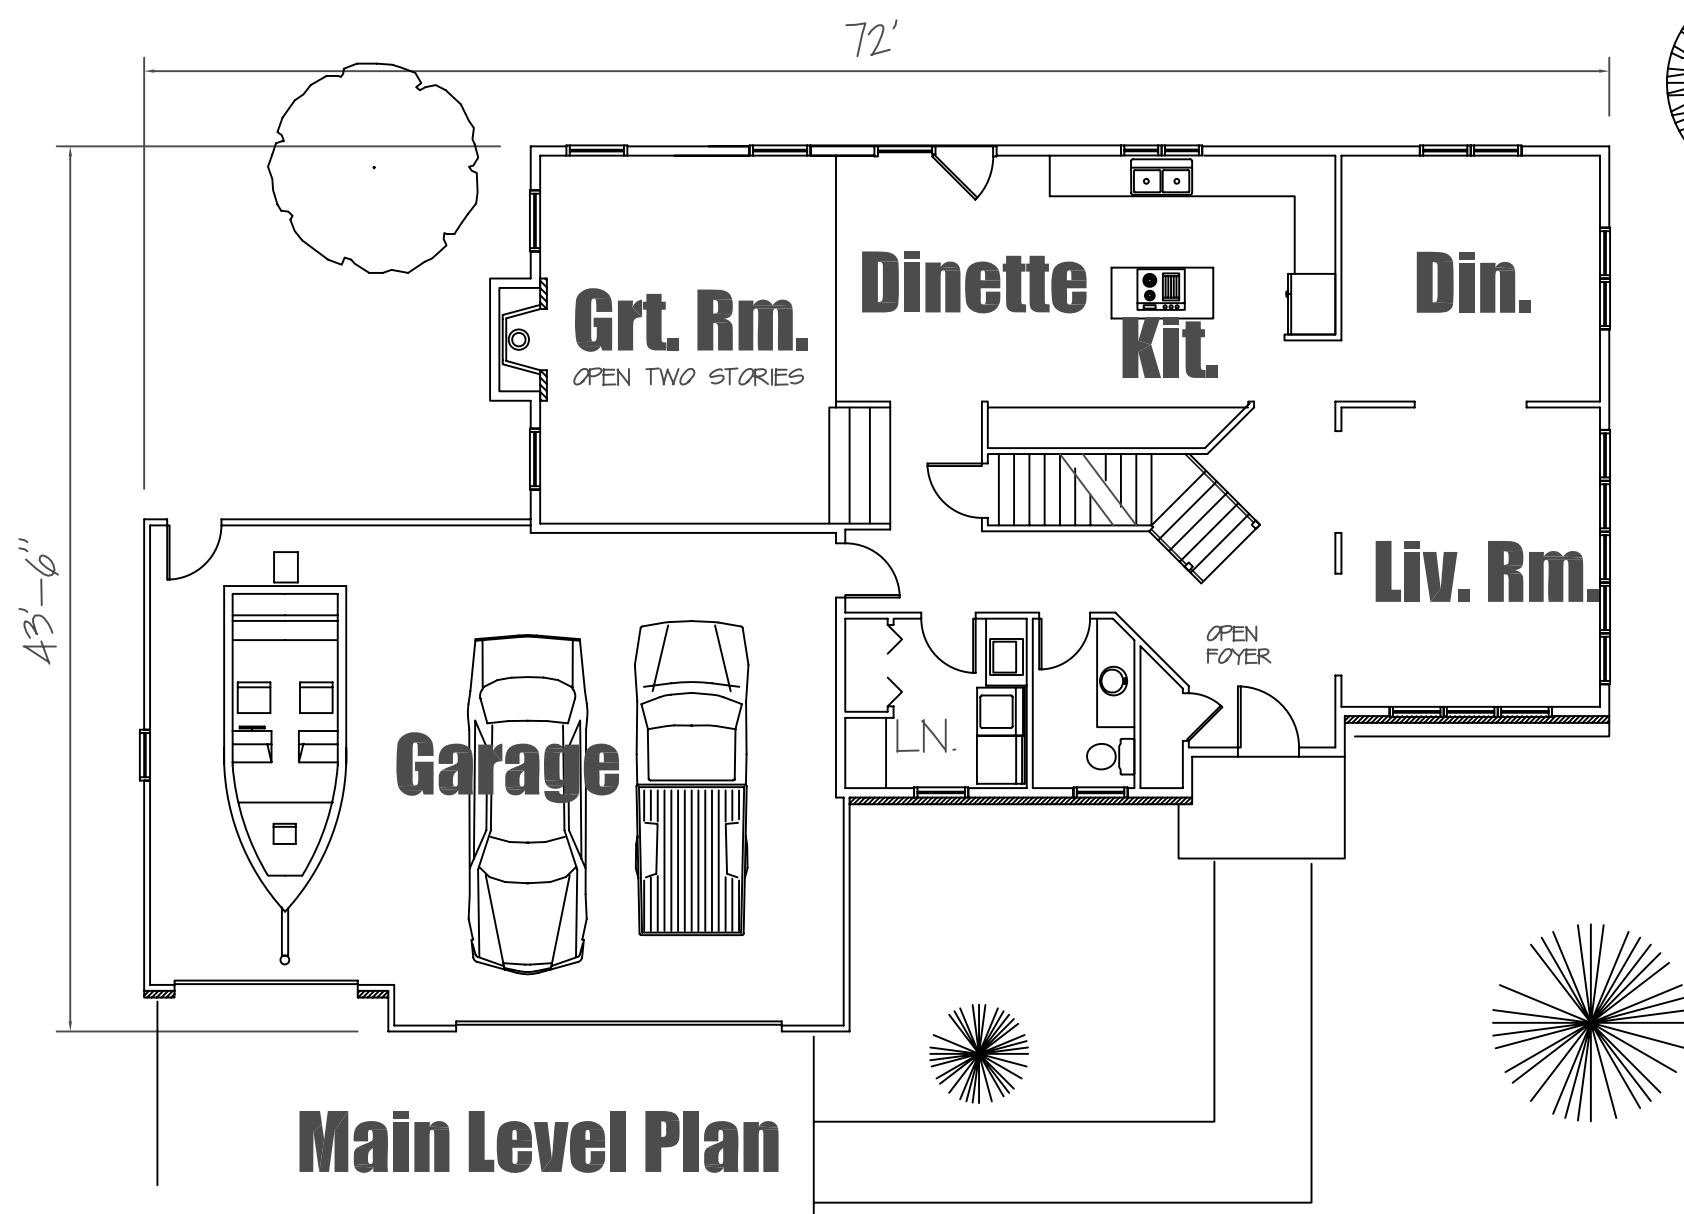 72'
43'-6"
Grt. Rm.
OPEN TWO STORIES
Dinette
Kit.
Din.
Liv. Rm.
OPEN
FOYER
LN.
Garage
Main Level Plan